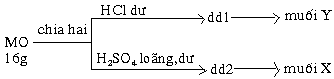 HCl dư
dd1
muối Y
MO
chia hai
16g
H₂SO₄ loãng,dư
dd2
muối X